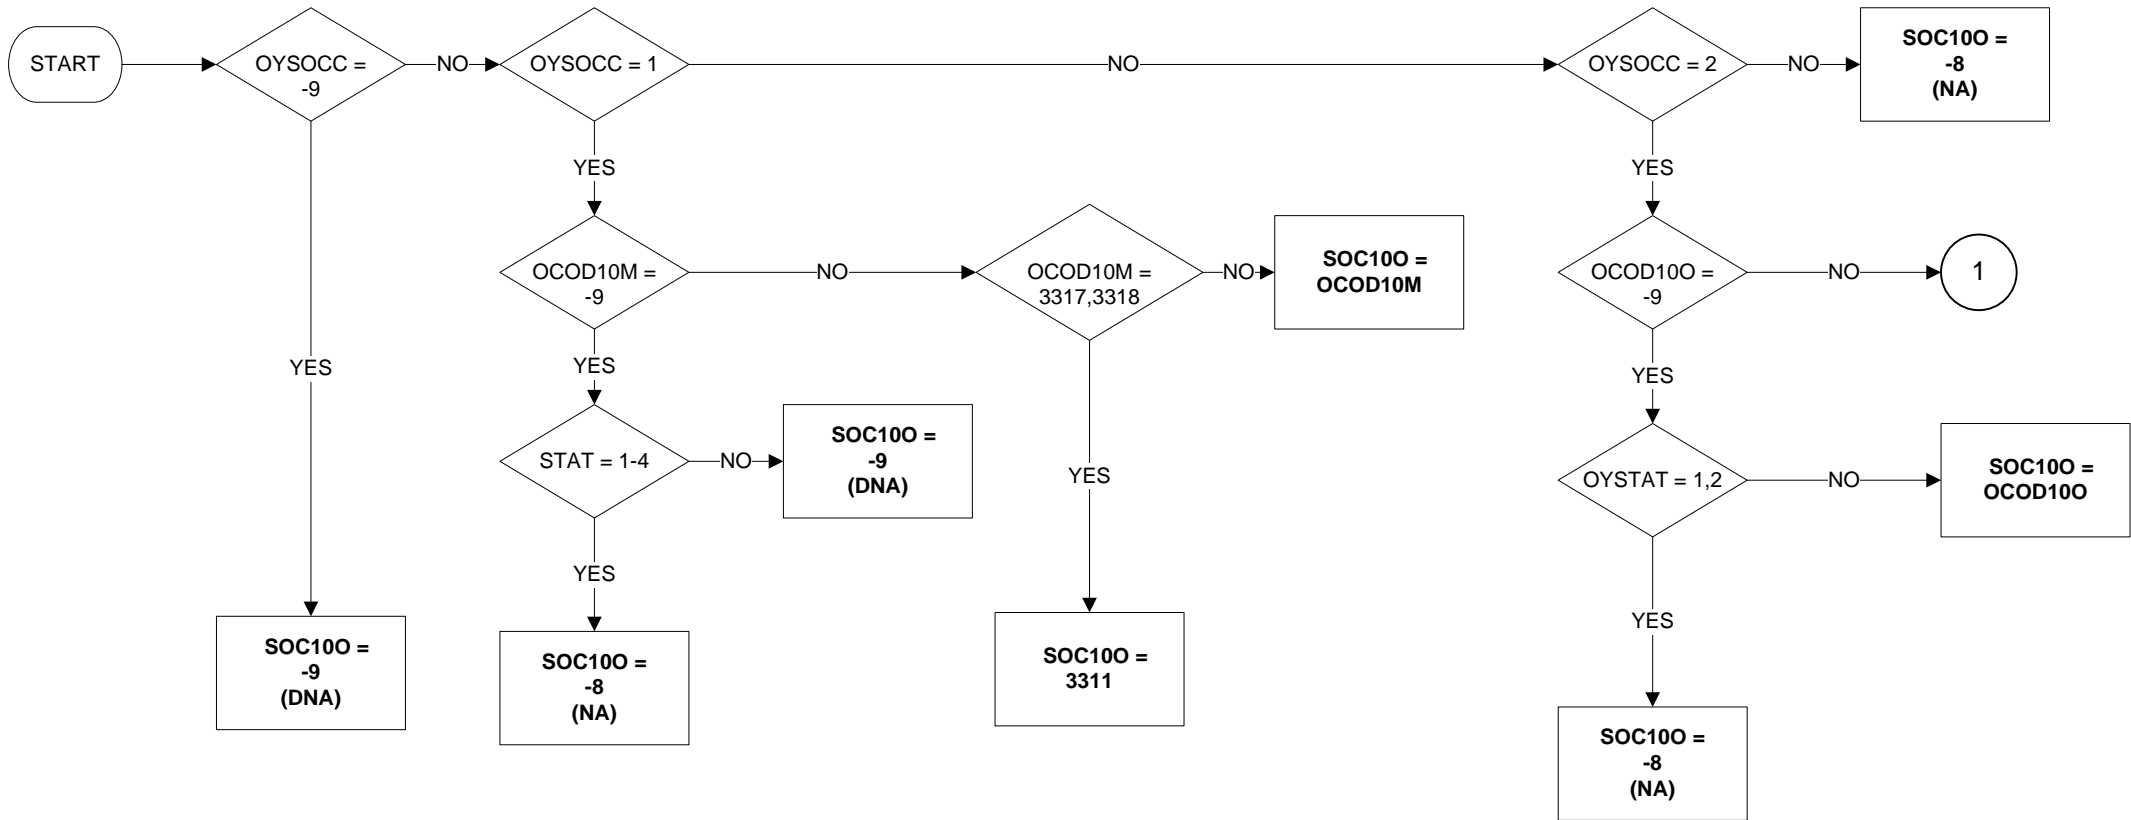 START
OYSOCC =
-9
NO
OYSOCC = 1
NO
OYSOCC = 2
NO
SOC10O =
-8
(NA)
YES
YES
OCOD10M =
-9
NO
OCOD10M =
3317,3318
NO
SOC10O =
OCOD10M
OCOD10O =
-9
NO
1
YES
YES
YES
STAT = 1-4
NO
SOC10O =
-9
(DNA)
YES
OYSTAT = 1,2
NO
SOC10O =
OCOD10O
YES
YES
SOC10O =
-9
(DNA)
SOC10O =
-8
(NA)
SOC10O =
3311
SOC10O =
-8
(NA)